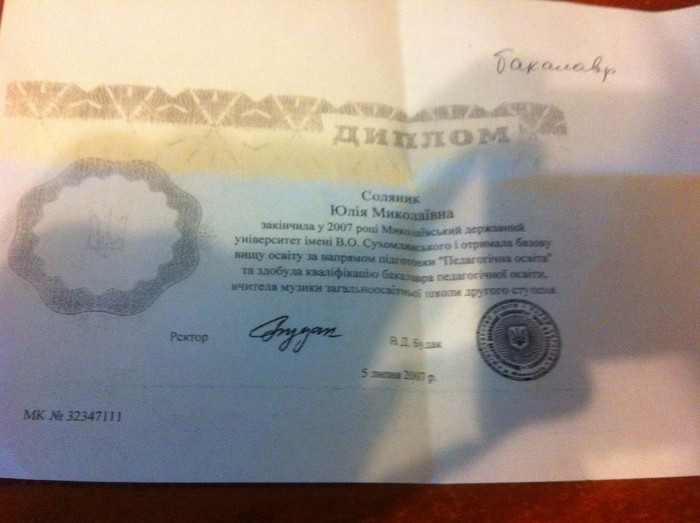 бакалавр
ДИПЛОМ
Соляник
Юлія Миколаївна
закінчила у 2007 році Миколаївський державний
університет імені В.О. Сухомлинського і отримала базову
вищу освіту за напрямом підготовки "Педагогічна освіта"
та здобула кваліфікацію бакалавра педагогічної освіти,
вчителя музики загальноосвітньої школи другого ступеня.
Ректор
В.Д. Будак
5 липня 2007 р.
МК № 32347111